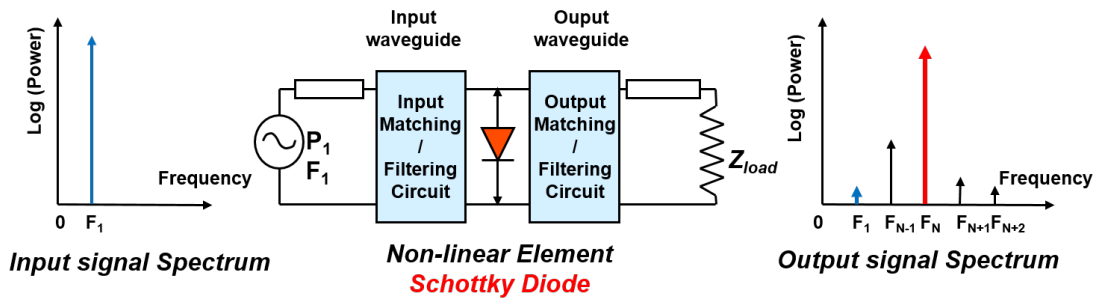 Log (Power)
Frequency
0
F1
Input signal Spectrum
Input
waveguide
Ouput
waveguide
P1
F1
Input
Matching
/
Filtering
Circuit
Output
Matching
/
Filtering
Circuit
Zload
Non-linear Element
Schottky Diode
Log (Power)
Frequency
0
F1
FN-1
FN
FN+1
FN+2
Output signal Spectrum